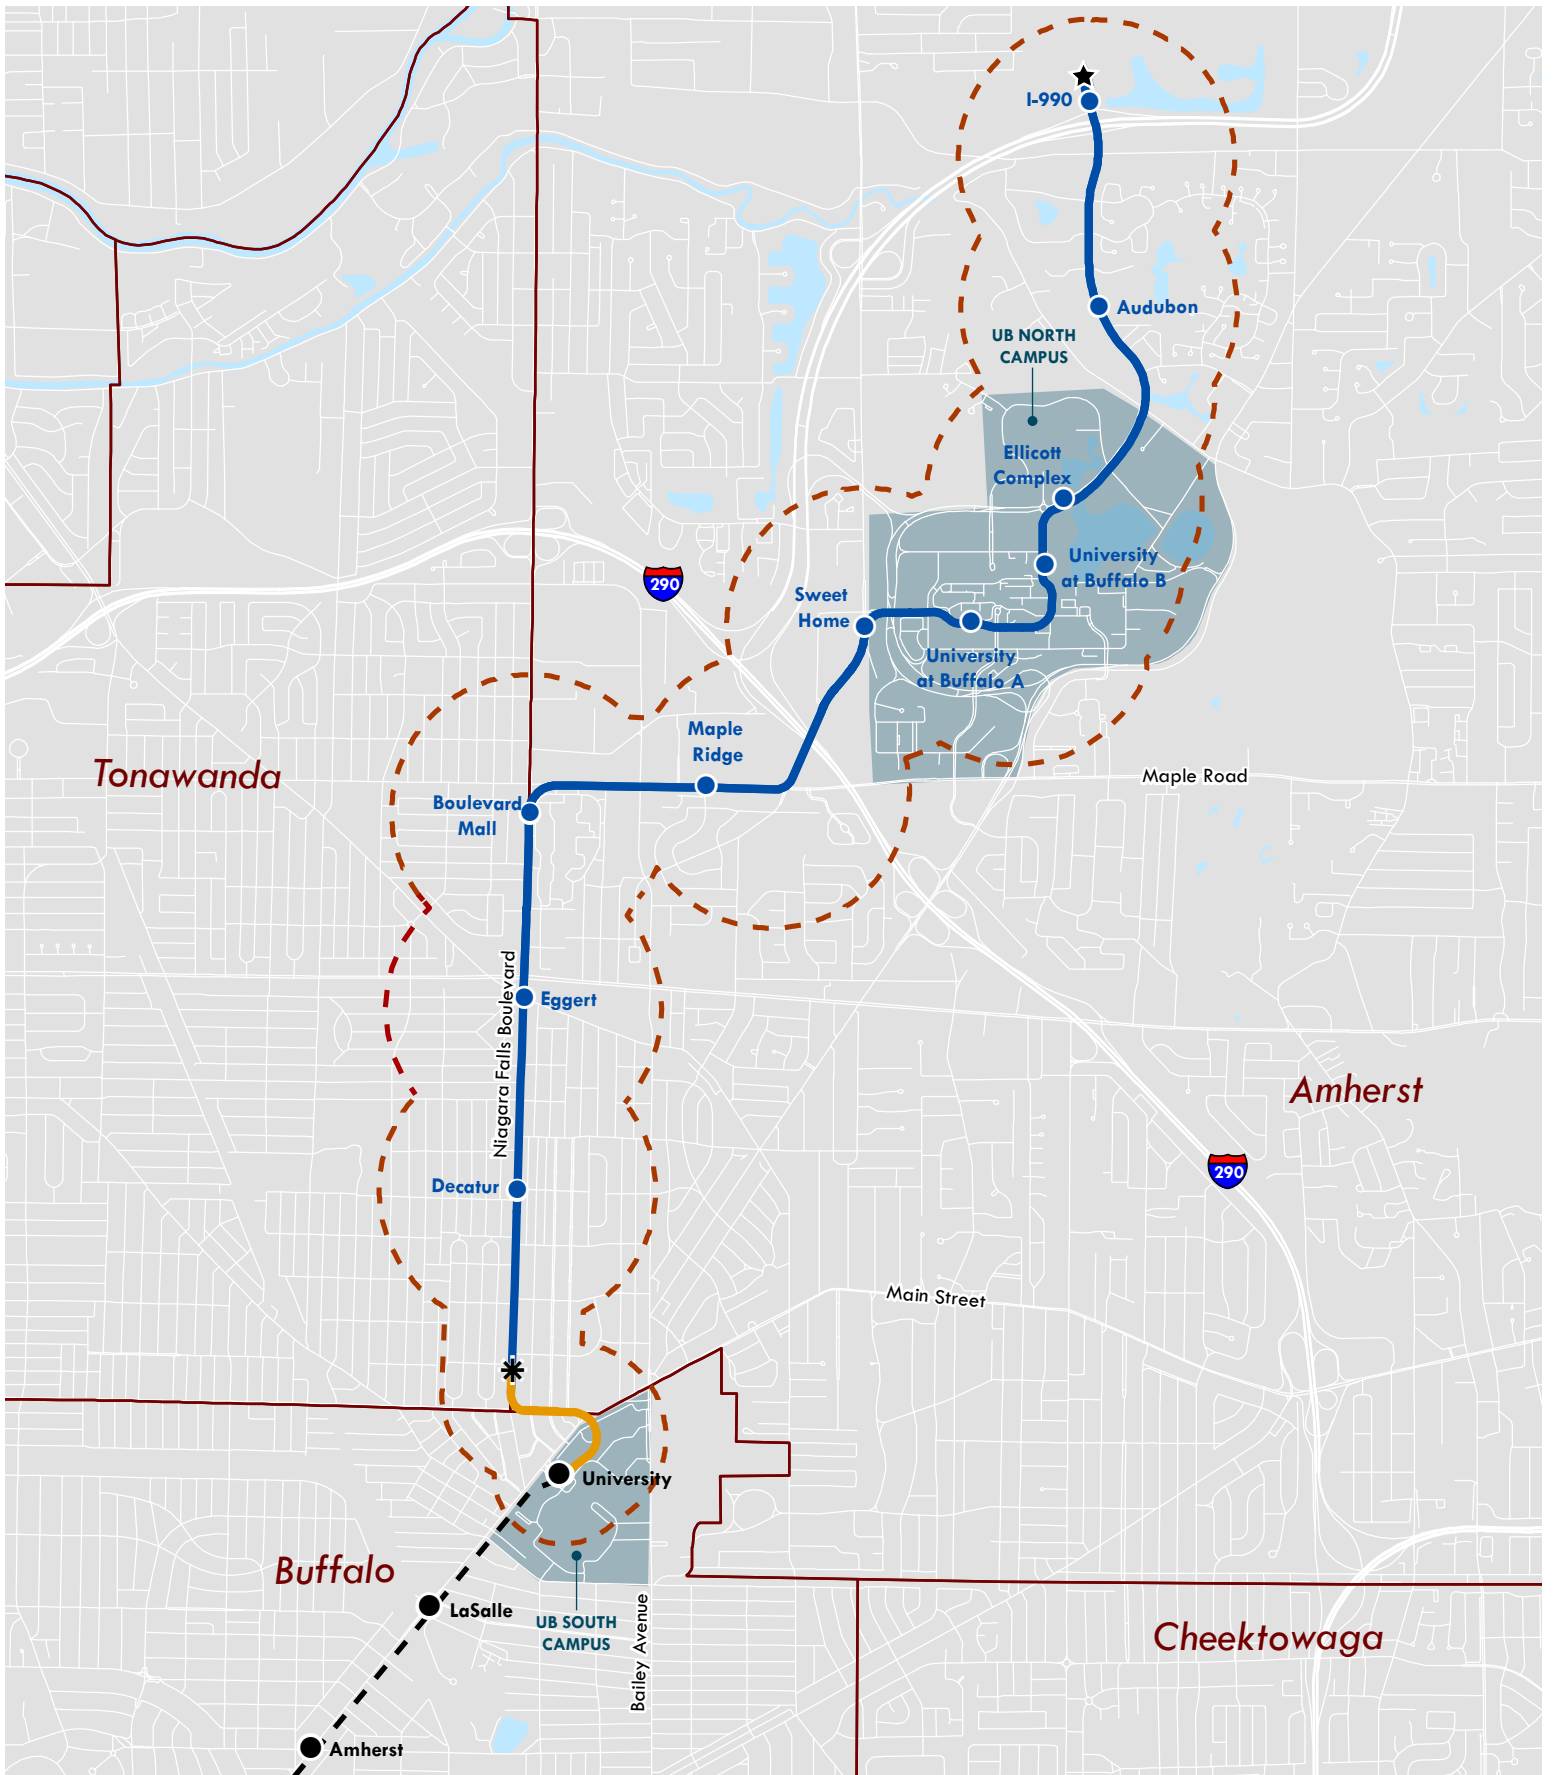 I-990
Audubon
UB NORTH
CAMPUS
Ellicott
Complex
290
University
at Buffalo B
Sweet
Home
University
at Buffalo A
Maple
Ridge
Tonawanda
Maple Road
Boulevard
Mall
Niagara Falls Boulevard
Eggert
Amherst
290
Decatur
Main Street
University
Buffalo
LaSalle
UB SOUTH
CAMPUS
Bailey Avenue
Cheektowaga
Amherst